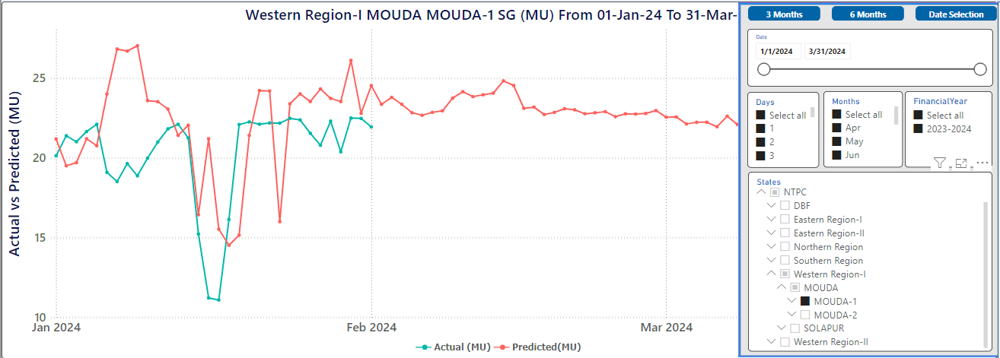 Western Region-I MOUDA MOUDA-1 SG (MU) From 01-Jan-24 To 31-Mar-
Actual vs Predicted (MU)
25
20
15
10
Jan 2024 Feb 2024 Mar 2024
Actual (MU) Predicted(MU)
3 Months 6 Months Date Selection
Date
1/1/2024 3/31/2024
Days
Select all
1
2
3
Months
Select all
Apr
May
Jun
FinancialYear
Select all
2023-2024
States
NTPC
DBF
Eastern Region-I
Eastern Region-II
Northern Region
Southern Region
Western Region-I
MOUDA
MOUDA-1
MOUDA-2
SOLAPUR
Western Region-II